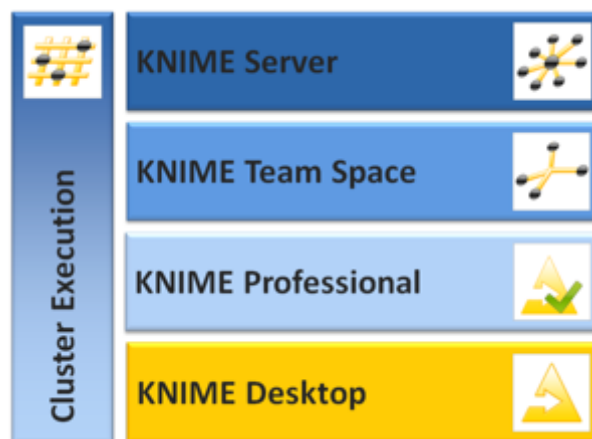 Cluster Execution
KNIME Server
KNIME Team Space
KNIME Professional
KNIME Desktop